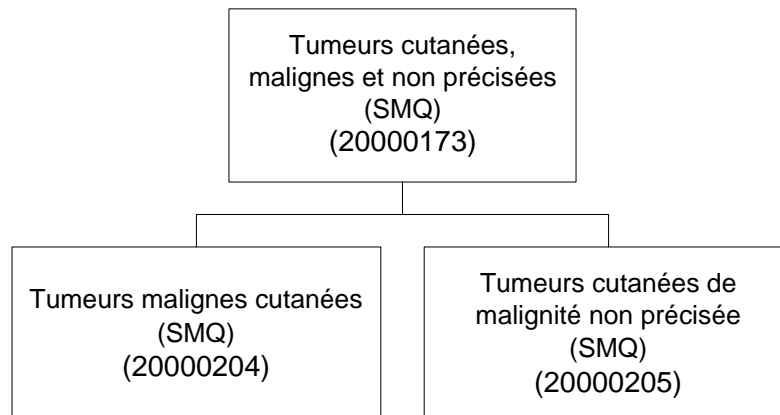 Tumeurs cutanées,
malignes et non précisées
(SMQ)
(20000173)
Tumeurs malignes cutanées
(SMQ)
(20000204)
Tumeurs cutanées de
malignité non précisée
(SMQ)
(20000205)